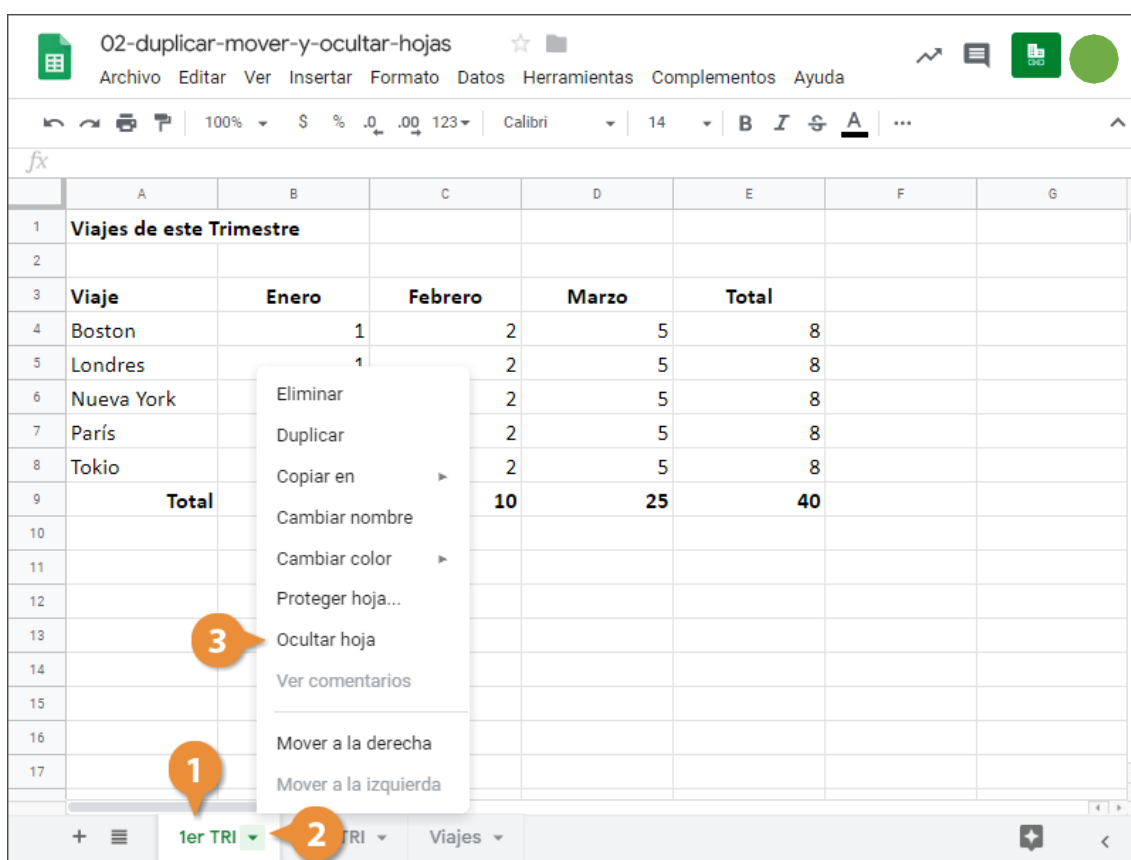 02-duplicar-mover-y-ocultar-hojas
Archivo Editar Ver Insertar Formato Datos Herramientas Complementos Ayuda
100% $ % .0 .00 123 Calibri 14 B I S A ...
fx
A B C D E F G
1 Viajes de este Trimestre
2
3 Viaje Enero Febrero Marzo Total
4 Boston 1 2 5 8
5 Londres 1 2 5 8
6 Nueva York 2 5 8
7 París 2 5 8
8 Tokio 2 5 8
9 Total 10 25 40
10
11
12
13
14
15
16
17
Eliminar
Duplicar
Copiar en
Cambiar nombre
Cambiar color
Proteger hoja...
3 Ocultar hoja
Ver comentarios
Mover a la derecha
Mover a la izquierda
1
1er TRI 2 TRI Viajes